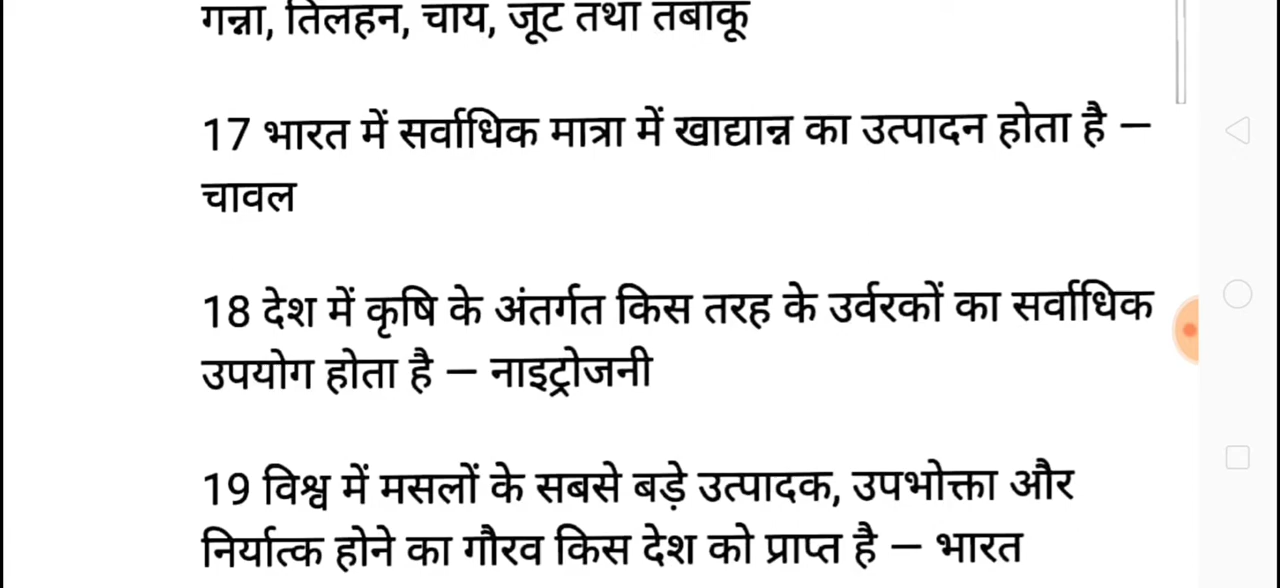 गन्ना, तिलहन, चाय, जूट तथा तंबाकू
17 भारत में सर्वाधिक मात्रा में खाद्यान्न का उत्पादन होता है –
चावल
18 देश में कृषि के अंतर्गत किस तरह के उर्वरकों का सर्वाधिक
उपयोग होता है – नाइट्रोजनी
19 विश्व में मसलों के सबसे बड़े उत्पादक, उपभोक्ता और
निर्यात्क होने का गौरव किस देश को प्राप्त है – भारत